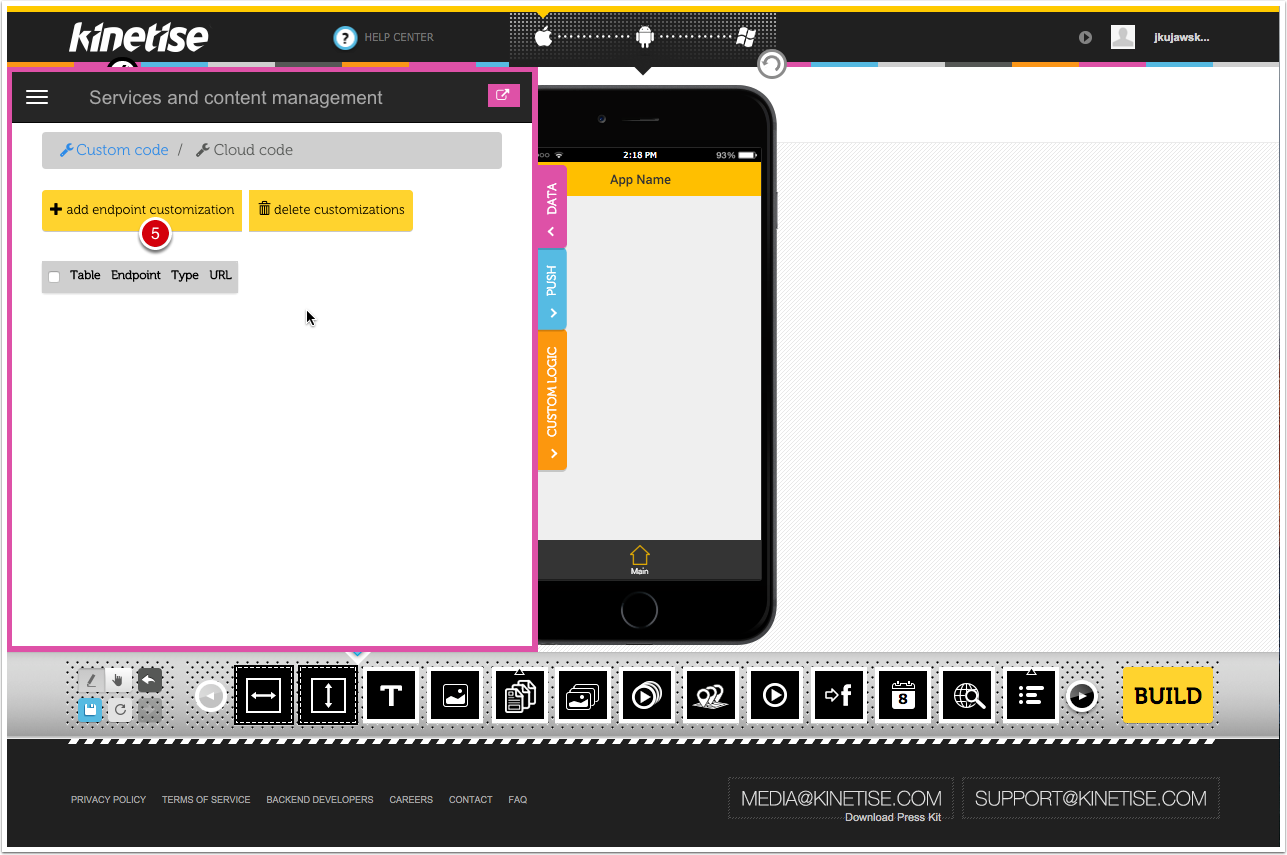 kinetise
? HELP CENTER
jkujawsk...
Services and content management
Custom code / Cloud code
+ add endpoint customization
delete customizations
5
Table Endpoint Type URL
2:18 PM
93%
App Name
DATA
PUSH
CUSTOM LOGIC
Main
T
f
8
BUILD
PRIVACY POLICY TERMS OF SERVICE BACKEND DEVELOPERS CAREERS CONTACT FAQ
MEDIA@KINETISE.COM
Download Press Kit
SUPPORT@KINETISE.COM